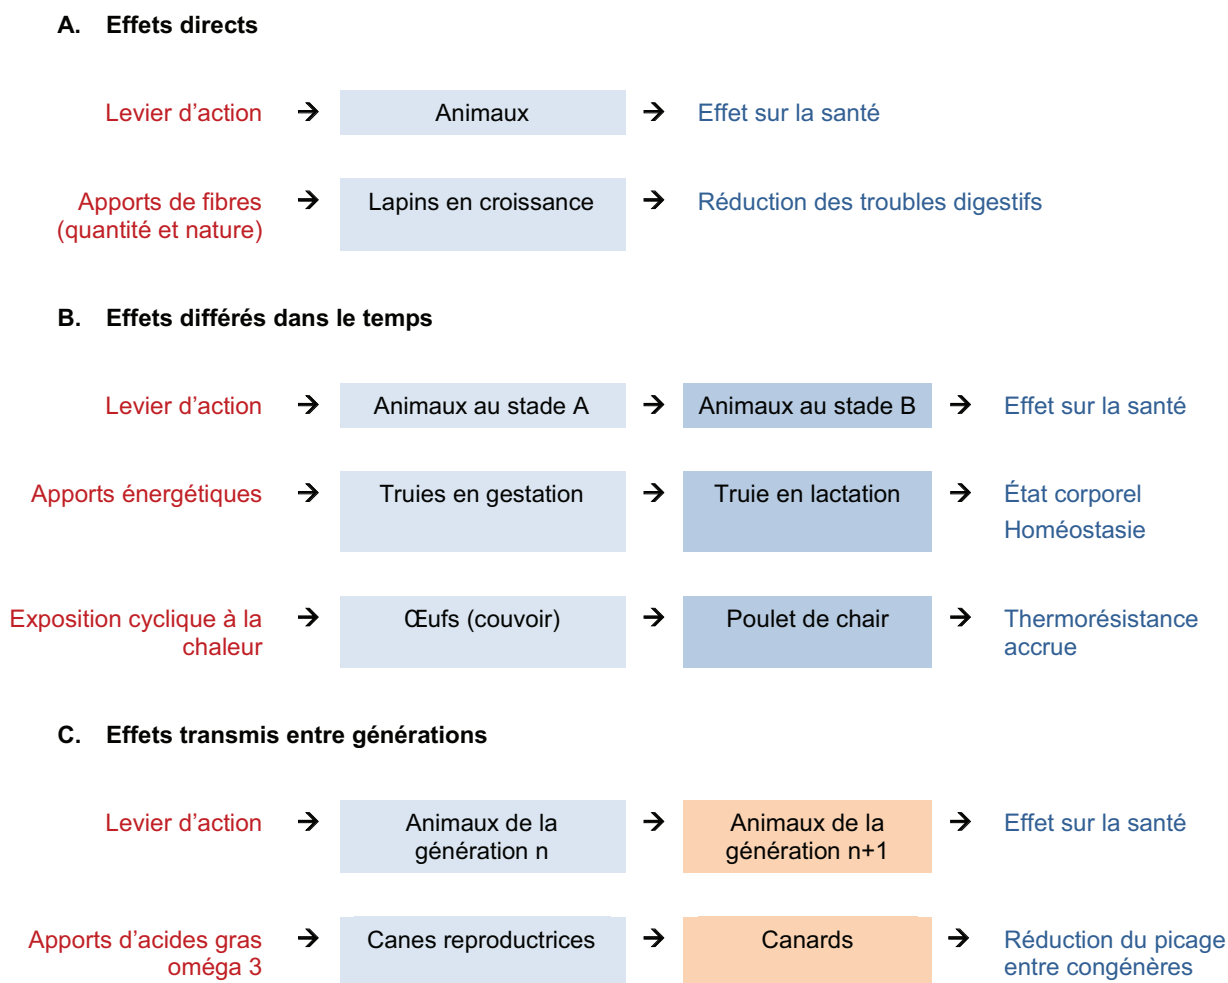 A. Effets directs
Levier d'action → Animaux → Effet sur la santé
Apports de fibres → Lapins en croissance → Réduction des troubles digestifs
(quantité et nature)
B. Effets différés dans le temps
Levier d'action → Animaux au stade A → Animaux au stade B → Effet sur la santé
Apports énergétiques → Truies en gestation → Truie en lactation → État corporel
Homéostasie
Exposition cyclique à la → Œufs (couvoir) → Poulet de chair → Thermorésistance
chaleur accrue
C. Effets transmis entre générations
Levier d'action → Animaux de la → Animaux de la → Effet sur la santé
génération n génération n+1
Apports d'acides gras → Canes reproductrices → Canards → Réduction du picage
oméga 3 entre congénères